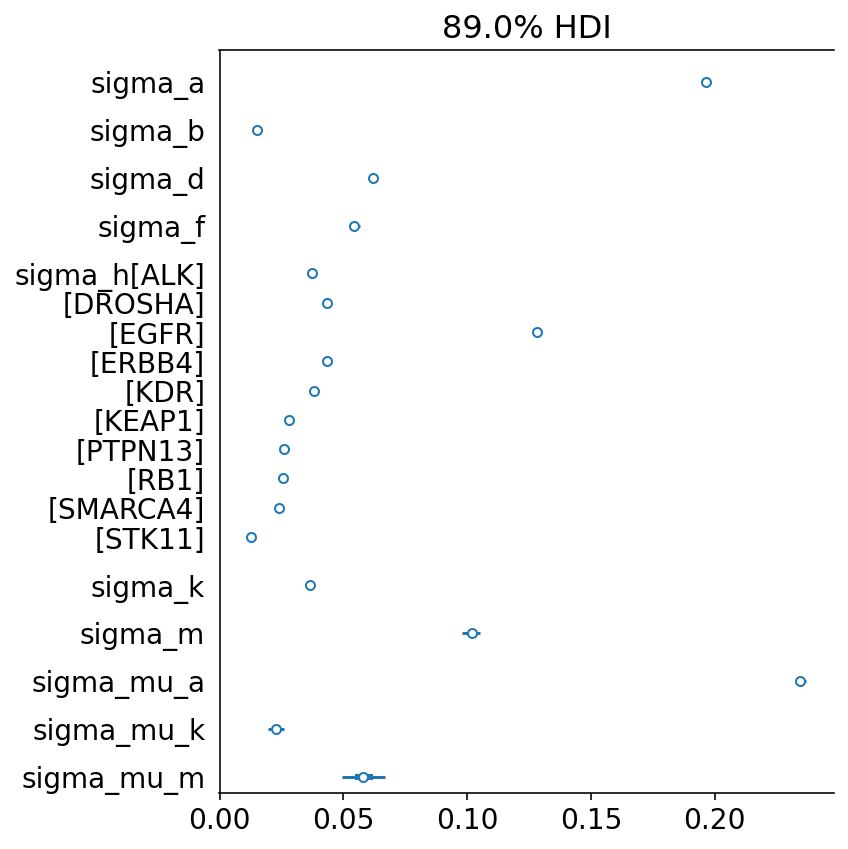 89.0% HDI
sigma_a
sigma_b
sigma_d
sigma_f
sigma_h[ALK]
[DROSHA]
[EGFR]
[ERBB4]
[KDR]
[KEAP1]
[PTPN13]
[RB1]
[SMARCA4]
[STK11]
sigma_k
sigma_m
sigma_mu_a
sigma_mu_k
sigma_mu_m
0.00 0.05 0.10 0.15 0.20